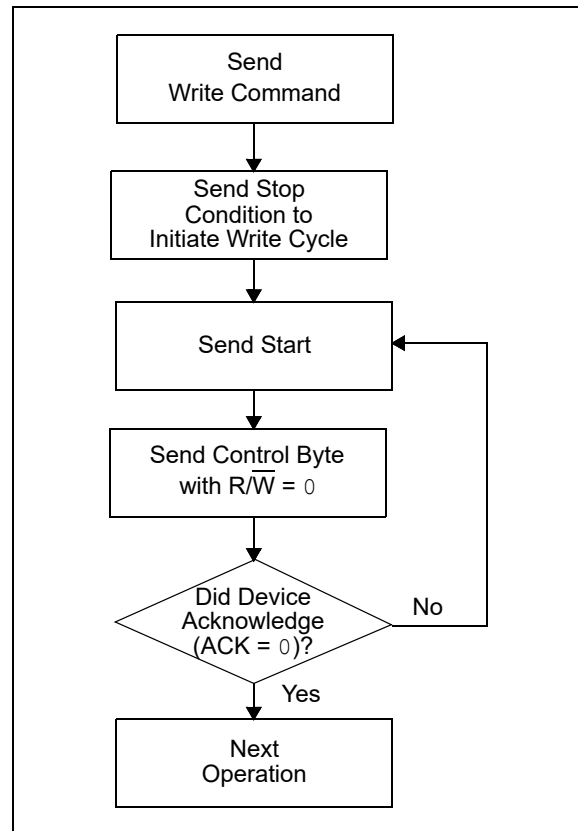 Send
Write Command
Send Stop
Condition to
Initiate Write Cycle
Send Start
Send Control Byte
with R/W̅ = 0
Did Device
Acknowledge
(ACK = 0)?
No
Yes
Next
Operation